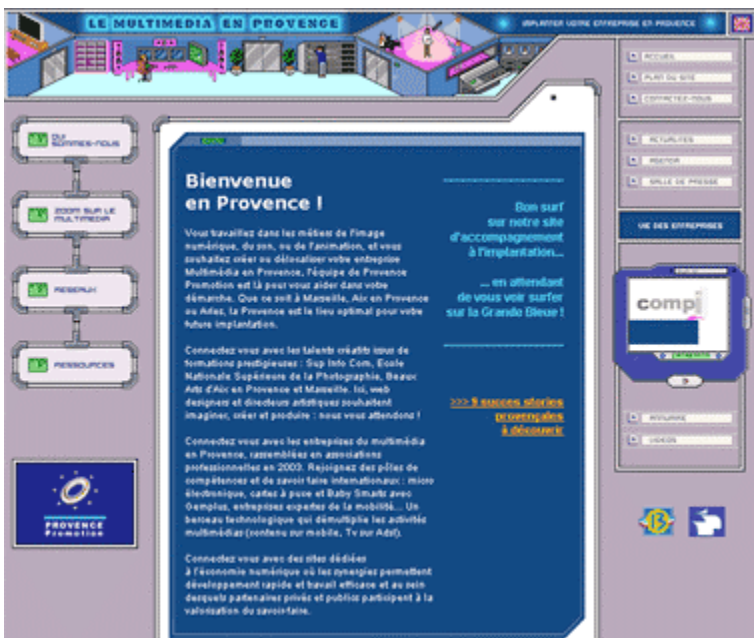 LE MULTIMEDIA EN PROVENCE
IMPLANTER VOTRE ENTREPRISE EN PROVENCE
ACCUEIL
PLAN DU SITE
CONTACTEZ-NOUS
QUI
SOMMES-NOUS
ZOOM SUR LE
MULTIMEDIA
RESEAUX
RESSOURCES
PROVENCE
Promotion
Bienvenue
en Provence !
Vous travaillez dans les métiers de l'image
numérique, du son, ou de l'animation, et vous
souhaitez créer ou délocaliser votre entreprise
Multimédia en Provence, l'équipe de Provence
Promotion est là pour vous aider dans votre
démarche. Que ce soit à Marseille, Aix en Provence
ou Arles, la Provence est le lieu optimal pour votre
future implantation.
Connectez vous avec les talents créatifs issus de
formations prestigieuses : Sup Info Com, Ecole
Nationale Supérieure de la Photographie, Beaux
Arts d'Aix en Provence et Marseille. Ici, web
designers et directeurs artistiques souhaitent
imaginer, créer et produire : nous vous attendons !
Connectez vous avec les entreprises du multimédia
en Provence, rassemblées en associations
professionnelles en 2003. Rejoignez des pôles de
compétences et de savoir faire internationaux : micro
électronique, cartes à puce et Baby Smarts avec
Gemplus, entreprises expertes de la mobilité... Un
berceau technologique qui démultiplie les activités
multimédias (contenu sur mobile, Tv sur Adsl).
Connectez vous avec des sites dédiées
à l'économie numérique où les synergies permettent
développement rapide et travail efficace et au sein
desquels partenaires privés et publics participent à la
valorisation du savoir-faire.
Bon surf
sur notre site
d'accompagnement
à l'implantation...
... en attendant
de vous voir surfer
sur la Grande Bleue !
>>> 9 succes stories
provençales
à découvrir
ACTUALITES
AGENDA
SALLE DE PRESSE
VIE DES ENTREPRISES
compi
9
ANNUAIRE
VIDEOS